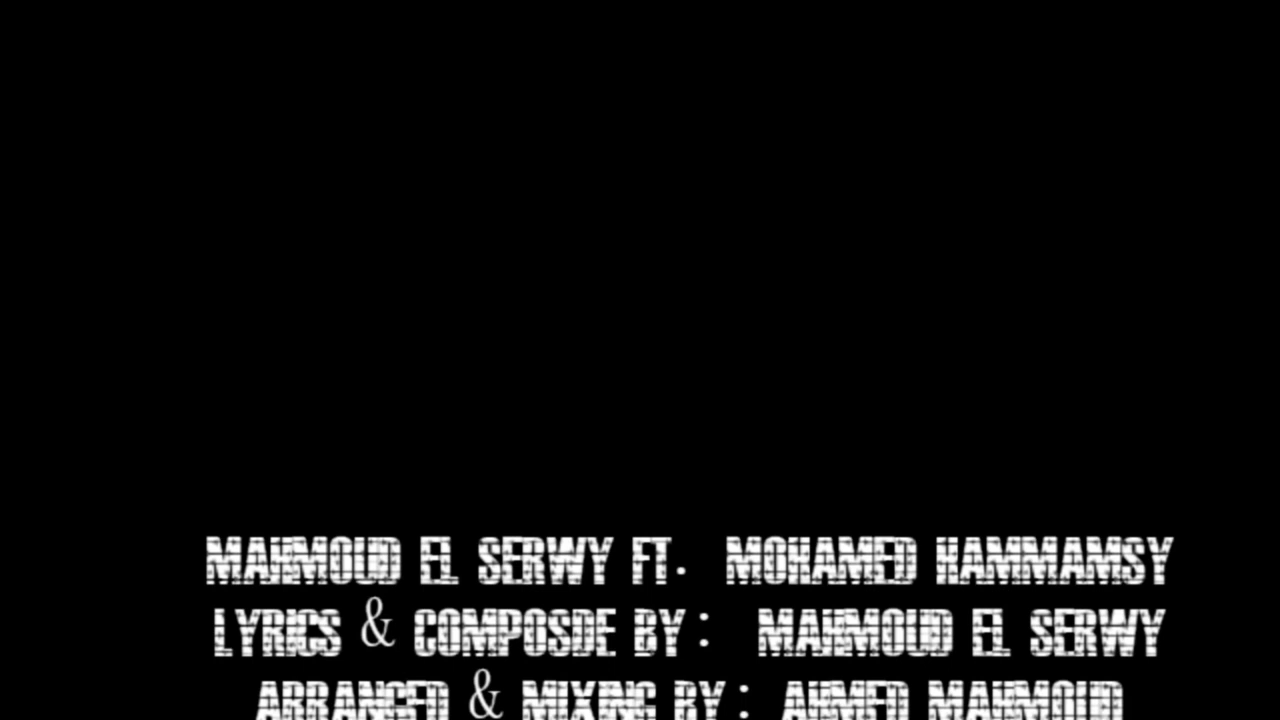 MAHMOUD EL SERWY FT. MOHAMED HAMMAMSY
LYRICS & COMPOSDE BY : MAHMOUD EL SERWY
ARRANGED & MIXING BY : AHMED MAHMOUD